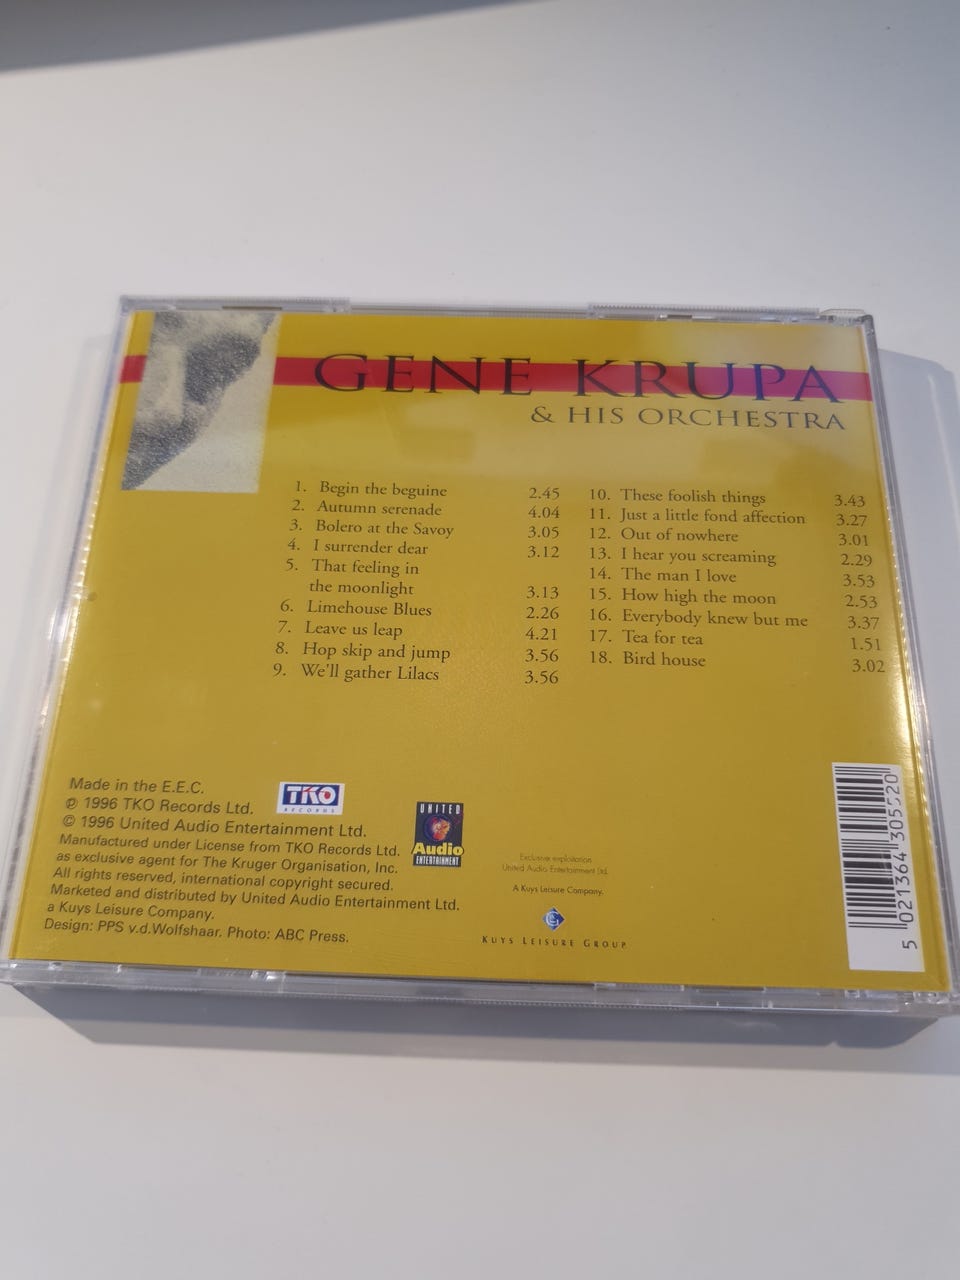 GENE KRUPA
& HIS ORCHESTRA
1. Begin the beguine 2.45
2. Autumn serenade 4.04
3. Bolero at the Savoy 3.05
4. I surrender dear 3.12
5. That feeling in
the moonlight 3.13
6. Limehouse Blues 2.26
7. Leave us leap 4.21
8. Hop skip and jump 3.56
9. We'll gather Lilacs 3.56
10. These foolish things 3.43
11. Just a little fond affection 3.27
12. Out of nowhere 3.01
13. I hear you screaming 2.29
14. The man I love 3.53
15. How high the moon 2.53
16. Everybody knew but me 3.37
17. Tea for tea 1.51
18. Bird house 3.02
Made in the E.E.C.
℗ 1996 TKO Records Ltd.
© 1996 United Audio Entertainment Ltd.
Manufactured under License from TKO Records Ltd.
as exclusive agent for The Kruger Organisation, Inc.
All rights reserved, international copyright secured.
Marketed and distributed by United Audio Entertainment Ltd.
a Kuys Leisure Company.
Design: PPS v.d.Wolfshaar. Photo: ABC Press.
TKO
RECORDS
UNITED
Audio
ENTERTAINMENT
Exclusive exploitation
United Audio Entertainment Ltd.
A Kuys Leisure Company.
KUYS LEISURE GROUP
5 021364 305520